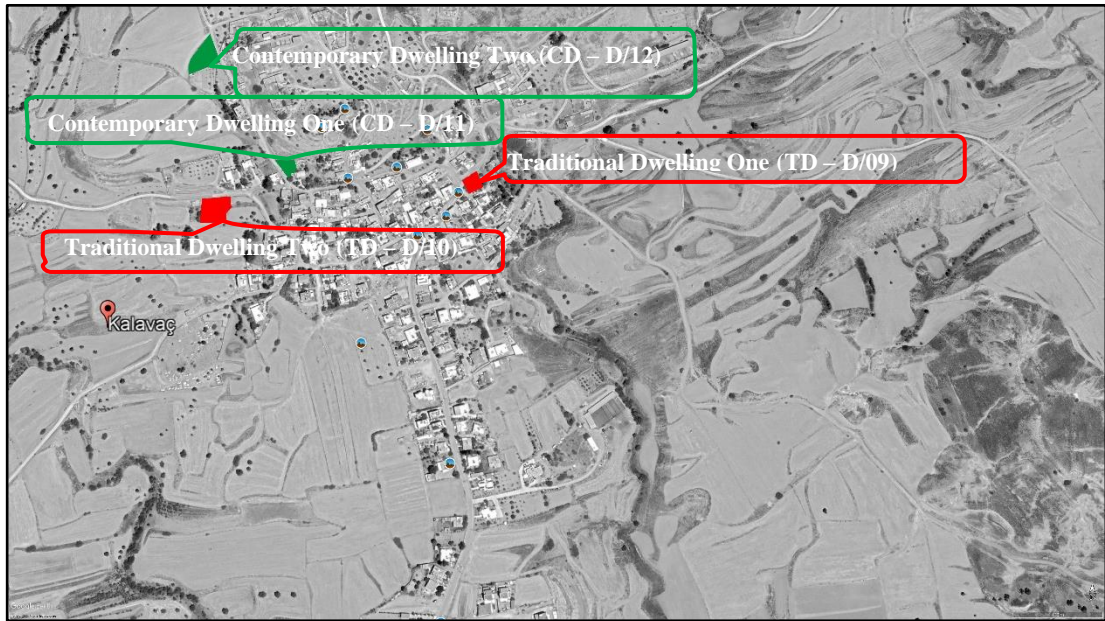 Contemporary Dwelling Two (CD – D/12)
Contemporary Dwelling One (CD – D/11)
Traditional Dwelling One (TD – D/09)
Traditional Dwelling Two (TD – D/10)
Kalavaç